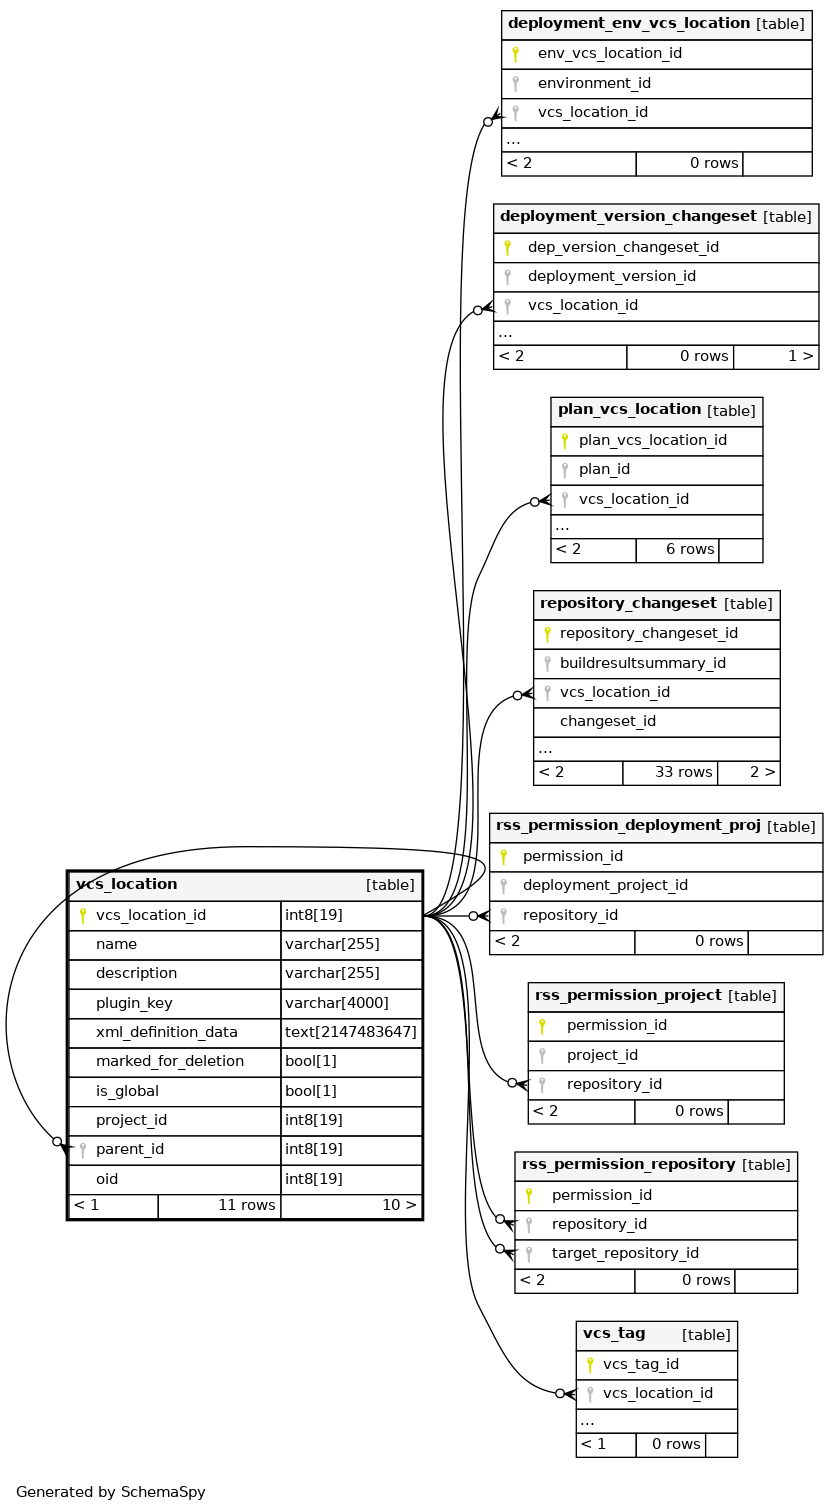 deployment_env_vcs_location [table]
env_vcs_location_id
environment_id
vcs_location_id
...
< 2 0 rows
deployment_version_changeset [table]
dep_version_changeset_id
deployment_version_id
vcs_location_id
...
< 2 0 rows 1 >
plan_vcs_location [table]
plan_vcs_location_id
plan_id
vcs_location_id
...
< 2 6 rows
repository_changeset [table]
repository_changeset_id
buildresultsummary_id
vcs_location_id
changeset_id
...
< 2 33 rows 2 >
rss_permission_deployment_proj [table]
permission_id
deployment_project_id
repository_id
< 2 0 rows
vcs_location [table]
vcs_location_id int8[19]
name varchar[255]
description varchar[255]
plugin_key varchar[4000]
xml_definition_data text[2147483647]
marked_for_deletion bool[1]
is_global bool[1]
project_id int8[19]
parent_id int8[19]
oid int8[19]
< 1 11 rows 10 >
rss_permission_project [table]
permission_id
project_id
repository_id
< 2 0 rows
rss_permission_repository [table]
permission_id
repository_id
target_repository_id
< 2 0 rows
vcs_tag [table]
vcs_tag_id
vcs_location_id
...
< 1 0 rows
Generated by SchemaSpy